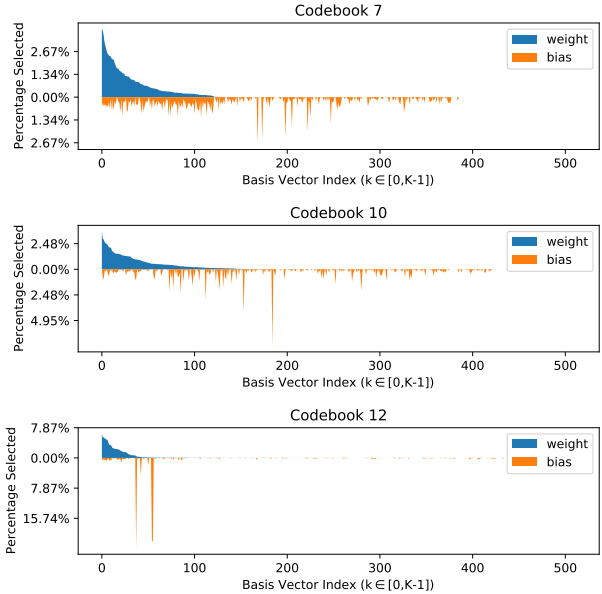 Codebook 7
Percentage Selected
2.67%
1.34%
0.00%
1.34%
2.67%
weight
bias
0 100 200 300 400 500
Basis Vector Index (k∈[0,K-1])
Codebook 10
Percentage Selected
2.48%
0.00%
2.48%
4.95%
weight
bias
0 100 200 300 400 500
Basis Vector Index (k∈[0,K-1])
Codebook 12
Percentage Selected
7.87%
0.00%
7.87%
15.74%
weight
bias
0 100 200 300 400 500
Basis Vector Index (k∈[0,K-1])